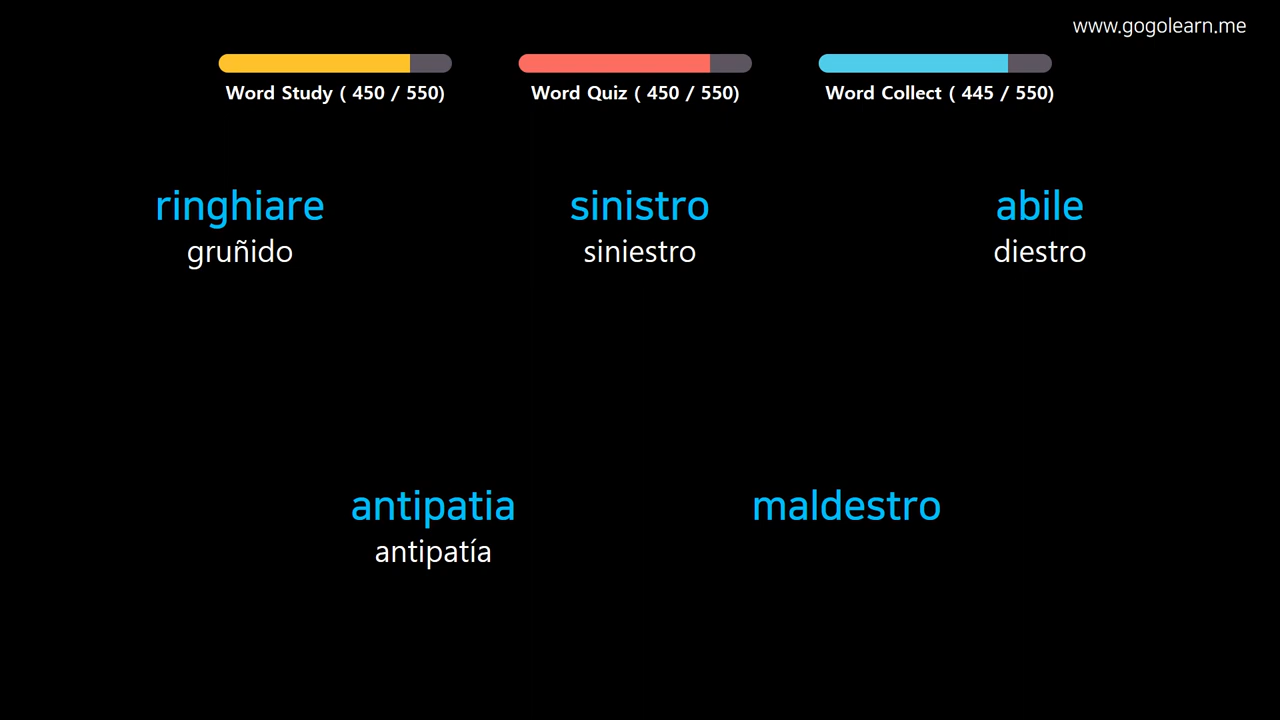 www.gogolearn.me
Word Study ( 450 / 550)
Word Quiz ( 450 / 550)
Word Collect ( 445 / 550)
ringhiare
gruñido
sinistro
siniestro
abile
diestro
antipatia
antipatía
maldestro